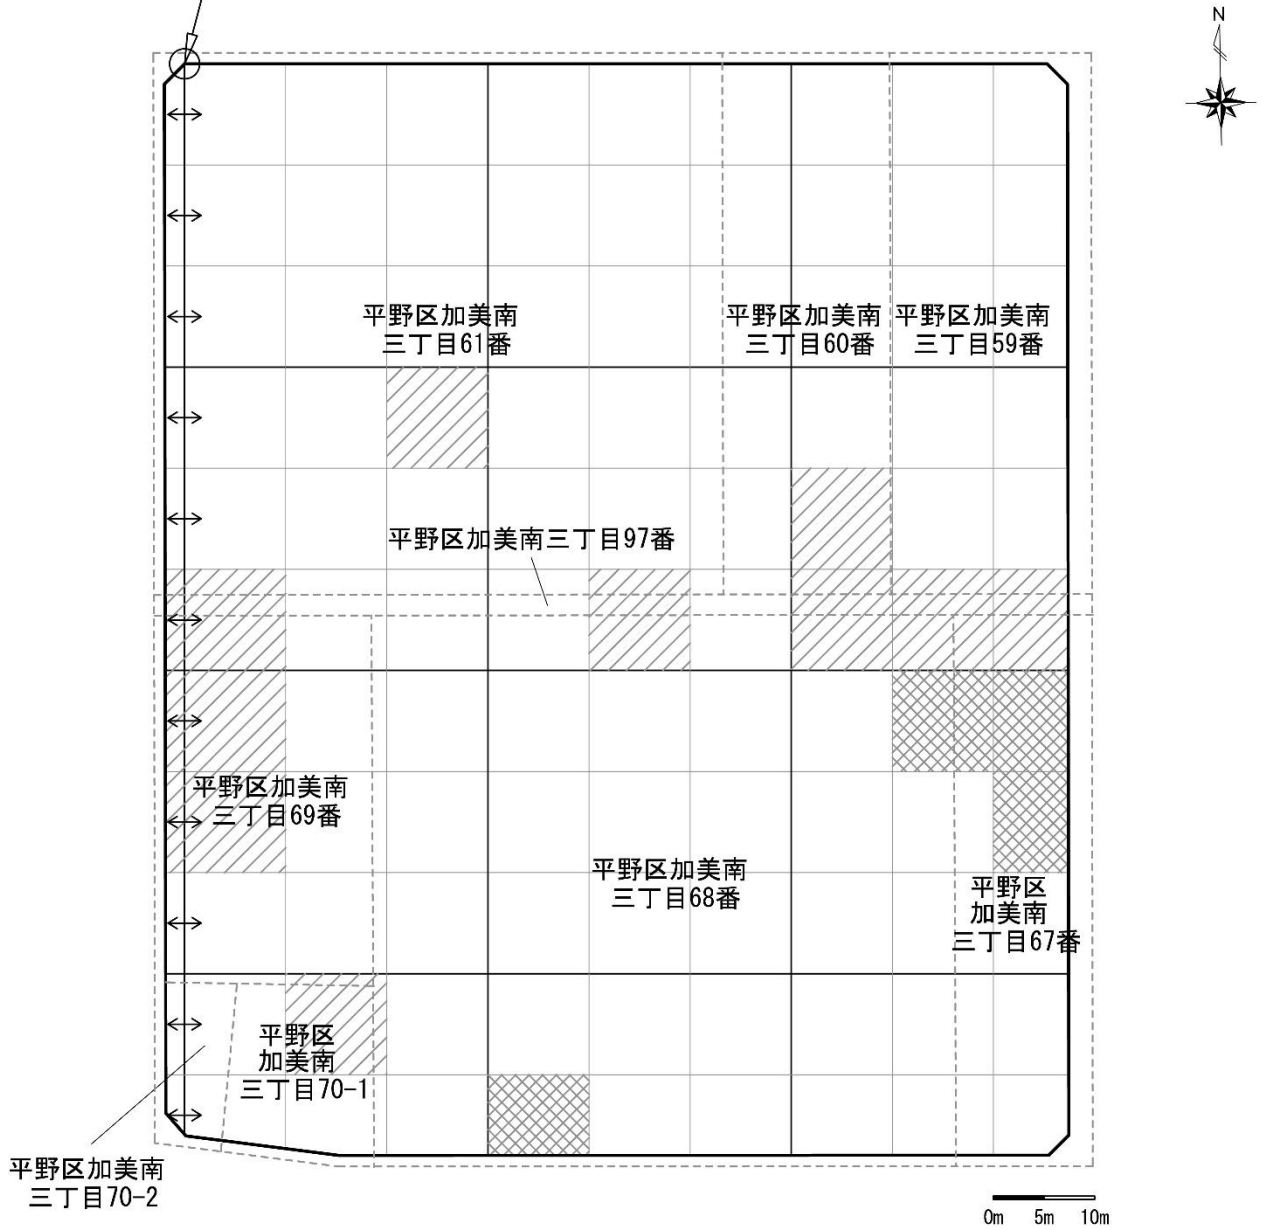 N
平野区加美南
三丁目61番
平野区加美南
三丁目60番
平野区加美南
三丁目59番
平野区加美南三丁目97番
平野区加美南
三丁目69番
平野区加美南
三丁目68番
平野区
加美南
三丁目67番
平野区
加美南
三丁目70-1
平野区加美南
三丁目70-2
0m 5m 10m